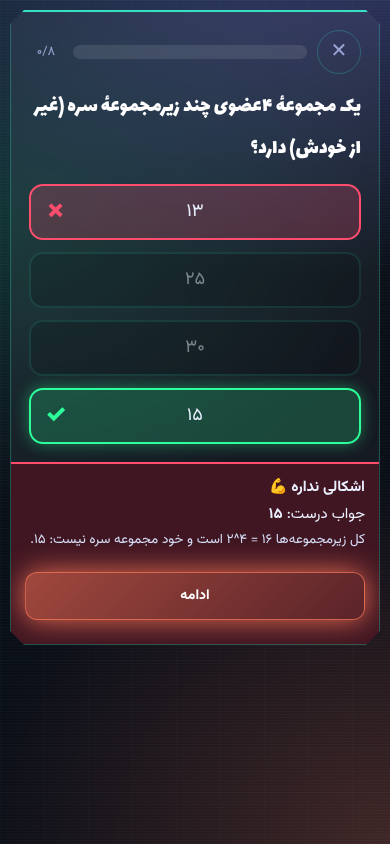 ۰/۸
یک مجموعهٔ ۴عضوی چند زیرمجموعهٔ سره (غیر
از خودش) دارد؟
۱۳
۲۵
۳۰
۱۵
اشکالی نداره 💪
جواب درست: ۱۵
کل زیرمجموعه‌ها ۱۶ = ۲^۴ است و خود مجموعه سره نیست: ۱۵.
ادامه